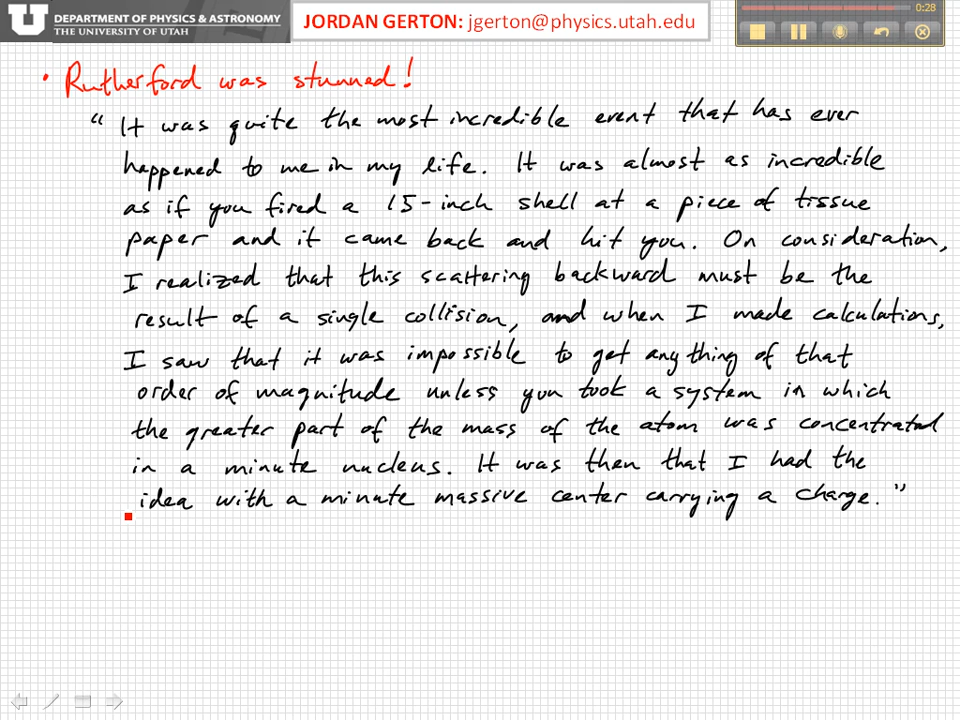 U DEPARTMENT OF PHYSICS & ASTRONOMY
THE UNIVERSITY OF UTAH
JORDAN GERTON: jgerton@physics.utah.edu
0:28
• Rutherford was stunned!
“ It was quite the most incredible event that has ever
happened to me in my life. It was almost as incredible
as if you fired a 15-inch shell at a piece of tissue
paper and it came back and hit you. On consideration,
I realized that this scattering backward must be the
result of a single collision, and when I made calculations,
I saw that it was impossible to get anything of that
order of magnitude unless you took a system in which
the greater part of the mass of the atom was concentrated
in a minute nucleus. It was then that I had the
idea with a minute massive center carrying a charge.”